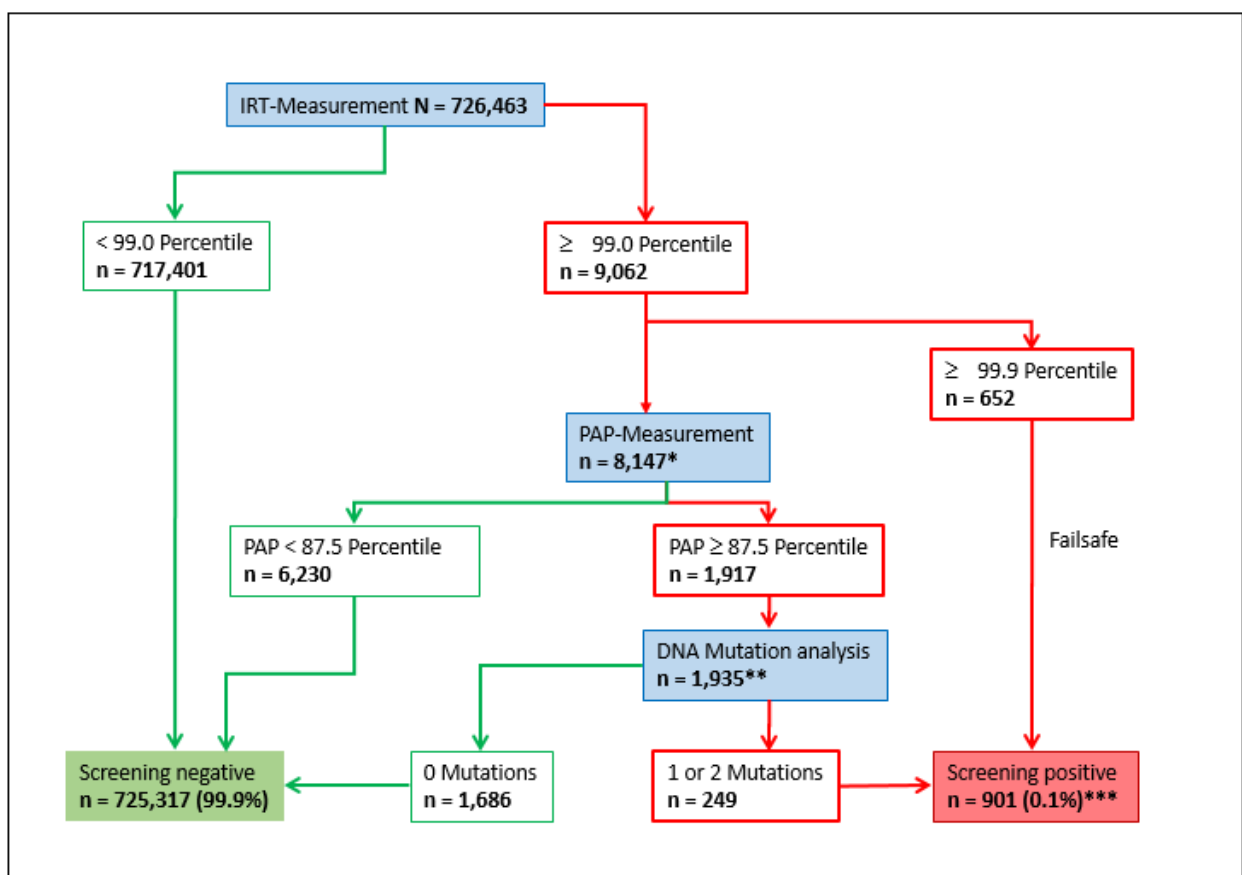 IRT-Measurement N = 726,463
< 99.0 Percentile
n = 717,401
≥ 99.0 Percentile
n = 9,062
≥ 99.9 Percentile
n = 652
PAP-Measurement
n = 8,147*
PAP < 87.5 Percentile
n = 6,230
PAP ≥ 87.5 Percentile
n = 1,917
Failsafe
DNA Mutation analysis
n = 1,935**
Screening negative
n = 725,317 (99.9%)
0 Mutations
n = 1,686
1 or 2 Mutations
n = 249
Screening positive
n = 901 (0.1%)***